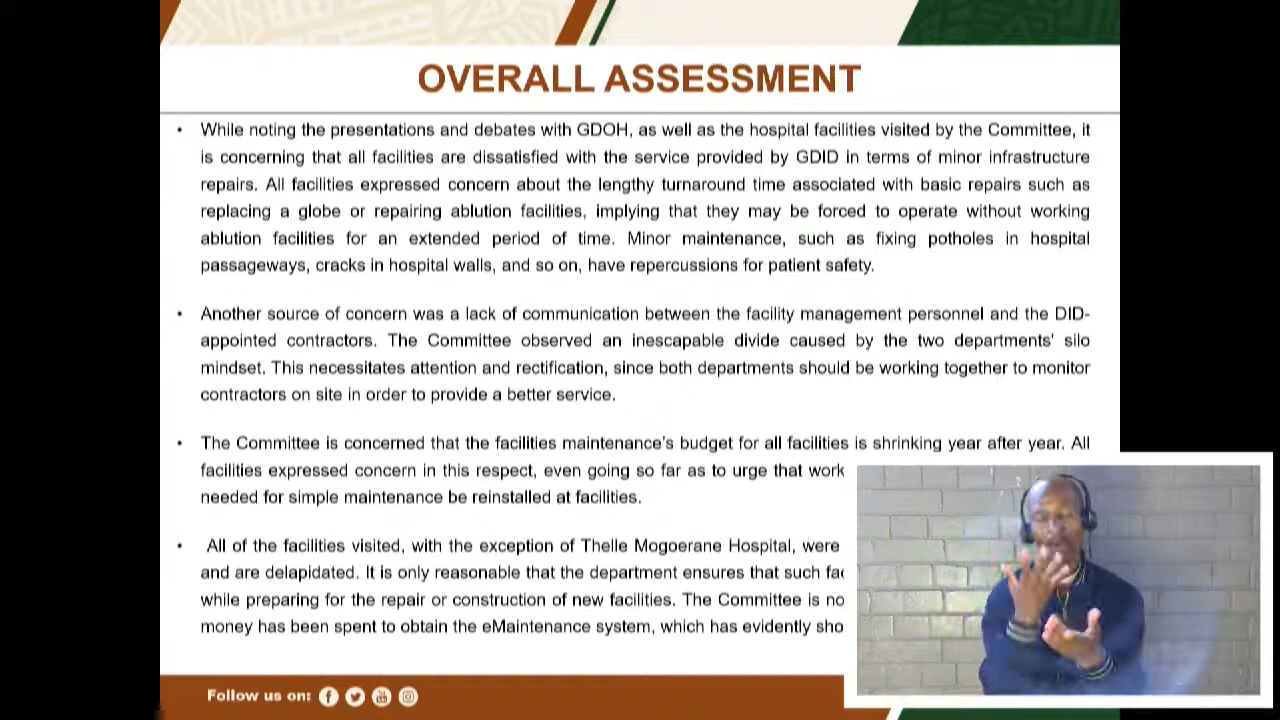 OVERALL ASSESSMENT
• While noting the presentations and debates with GDOH, as well as the hospital facilities visited by the Committee, it
is concerning that all facilities are dissatisfied with the service provided by GDID in terms of minor infrastructure
repairs. All facilities expressed concern about the lengthy turnaround time associated with basic repairs such as
replacing a globe or repairing ablution facilities, implying that they may be forced to operate without working
ablution facilities for an extended period of time. Minor maintenance, such as fixing potholes in hospital
passageways, cracks in hospital walls, and so on, have repercussions for patient safety.
• Another source of concern was a lack of communication between the facility management personnel and the DID-
appointed contractors. The Committee observed an inescapable divide caused by the two departments' silo
mindset. This necessitates attention and rectification, since both departments should be working together to monitor
contractors on site in order to provide a better service.
• The Committee is concerned that the facilities maintenance's budget for all facilities is shrinking year after year. All
facilities expressed concern in this respect, even going so far as to urge that work
needed for simple maintenance be reinstalled at facilities.
• All of the facilities visited, with the exception of Thelle Mogoerane Hospital, were
and are delapidated. It is only reasonable that the department ensures that such
while preparing for the repair or construction of new facilities. The Committee is no
money has been spent to obtain the eMaintenance system, which has evidently
Follow us on: